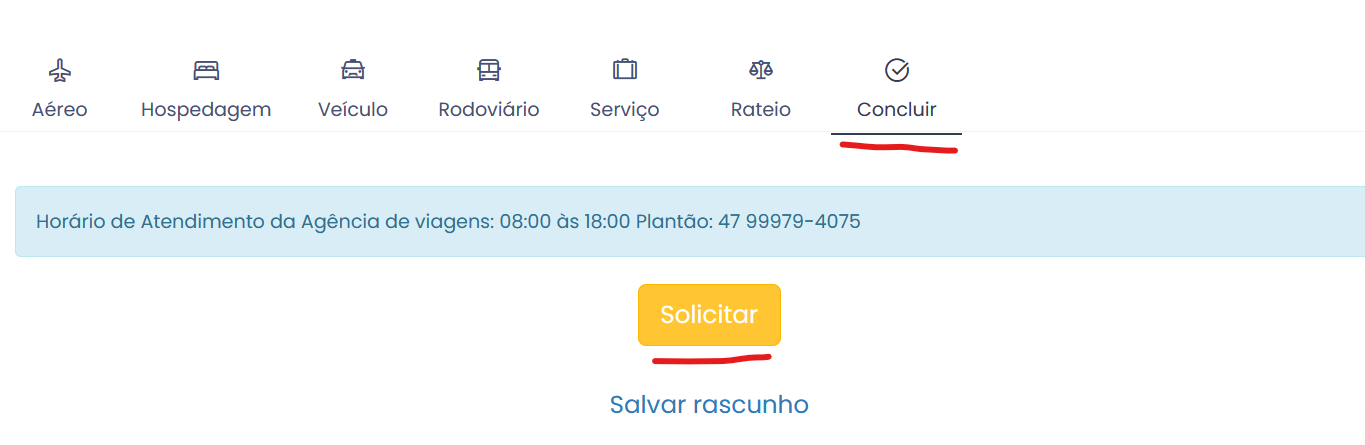 Aéreo Hospedagem Veículo Rodoviário Serviço Rateio Concluir
Horário de Atendimento da Agência de viagens: 08:00 às 18:00 Plantão: 47 99979-4075
Solicitar
Salvar rascunho